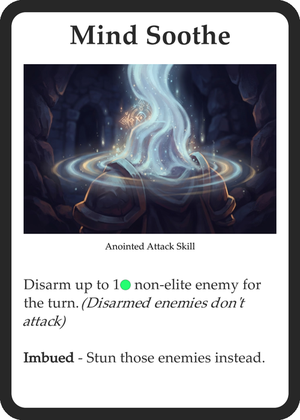 Mind Soothe
Anointed Attack Skill
Disarm up to 1 non-elite enemy for
the turn. (Disarmed enemies don't
attack)
Imbued - Stun those enemies instead.